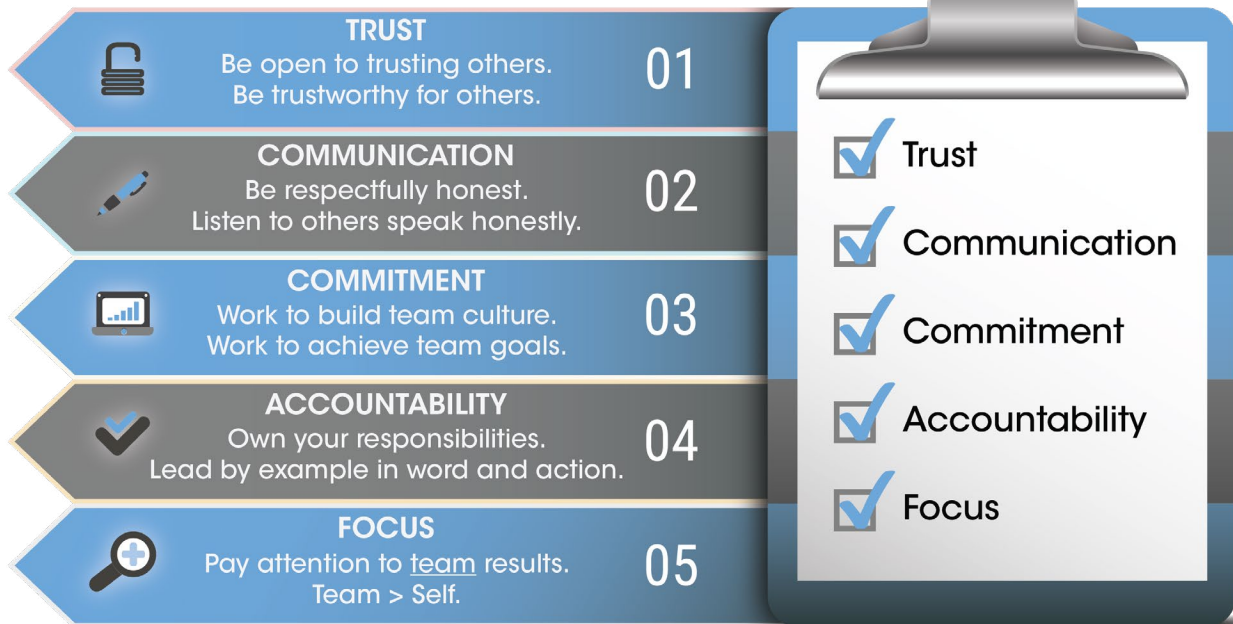 TRUST
Be open to trusting others.
Be trustworthy for others.
01
COMMUNICATION
Be respectfully honest.
Listen to others speak honestly.
02
COMMITMENT
Work to build team culture.
Work to achieve team goals.
03
ACCOUNTABILITY
Own your responsibilities.
Lead by example in word and action.
04
FOCUS
Pay attention to team results.
Team > Self.
05
Trust
Communication
Commitment
Accountability
Focus